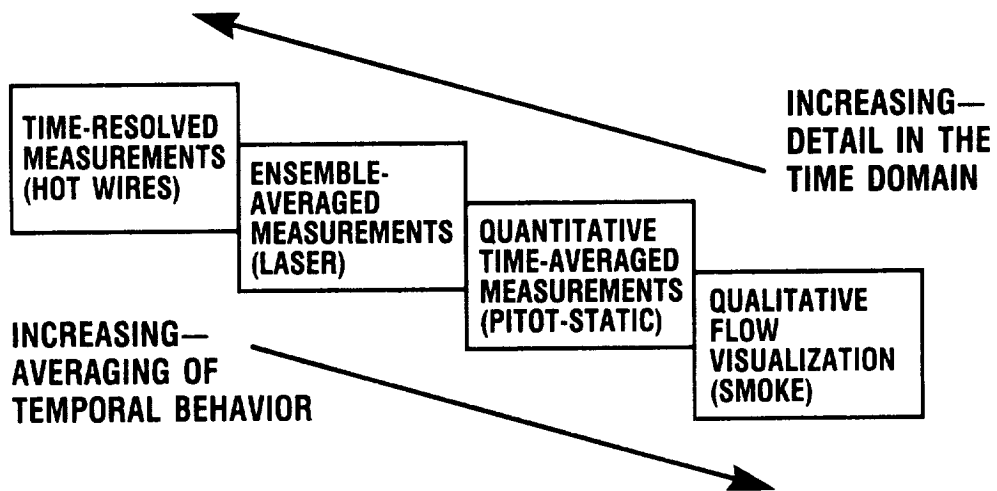 INCREASING—
DETAIL IN THE
TIME DOMAIN
TIME-RESOLVED
MEASUREMENTS
(HOT WIRES)
ENSEMBLE-
AVERAGED
MEASUREMENTS
(LASER)
QUANTITATIVE
TIME-AVERAGED
MEASUREMENTS
(PITOT-STATIC)
QUALITATIVE
FLOW
VISUALIZATION
(SMOKE)
INCREASING—
AVERAGING OF
TEMPORAL BEHAVIOR